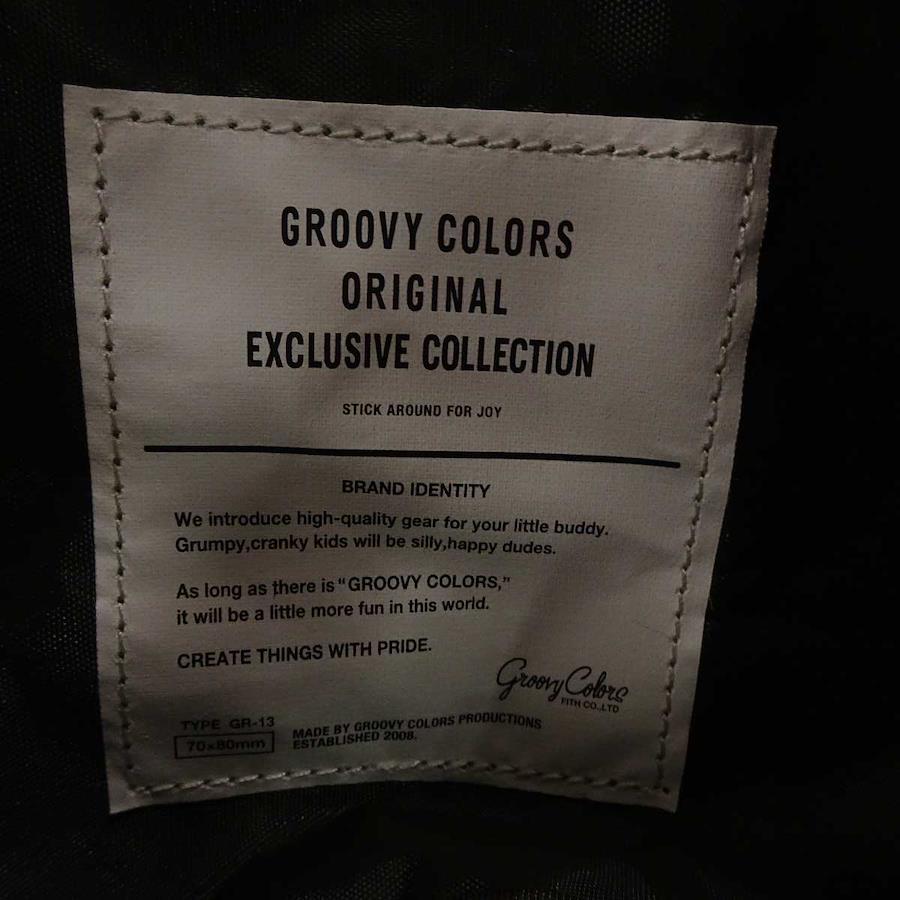 GROOVY COLORS
ORIGINAL
EXCLUSIVE COLLECTION
STICK AROUND FOR JOY
BRAND IDENTITY
We introduce high-quality gear for your little buddy.
Grumpy,cranky kids will be silly,happy dudes.
As long as there is “GROOVY COLORS,”
it will be a little more fun in this world.
CREATE THINGS WITH PRIDE.
Groovy Colors
FITH CO.,LTD
TYPE GR-13
70×80mm
MADE BY GROOVY COLORS PRODUCTIONS
ESTABLISHED 2008.